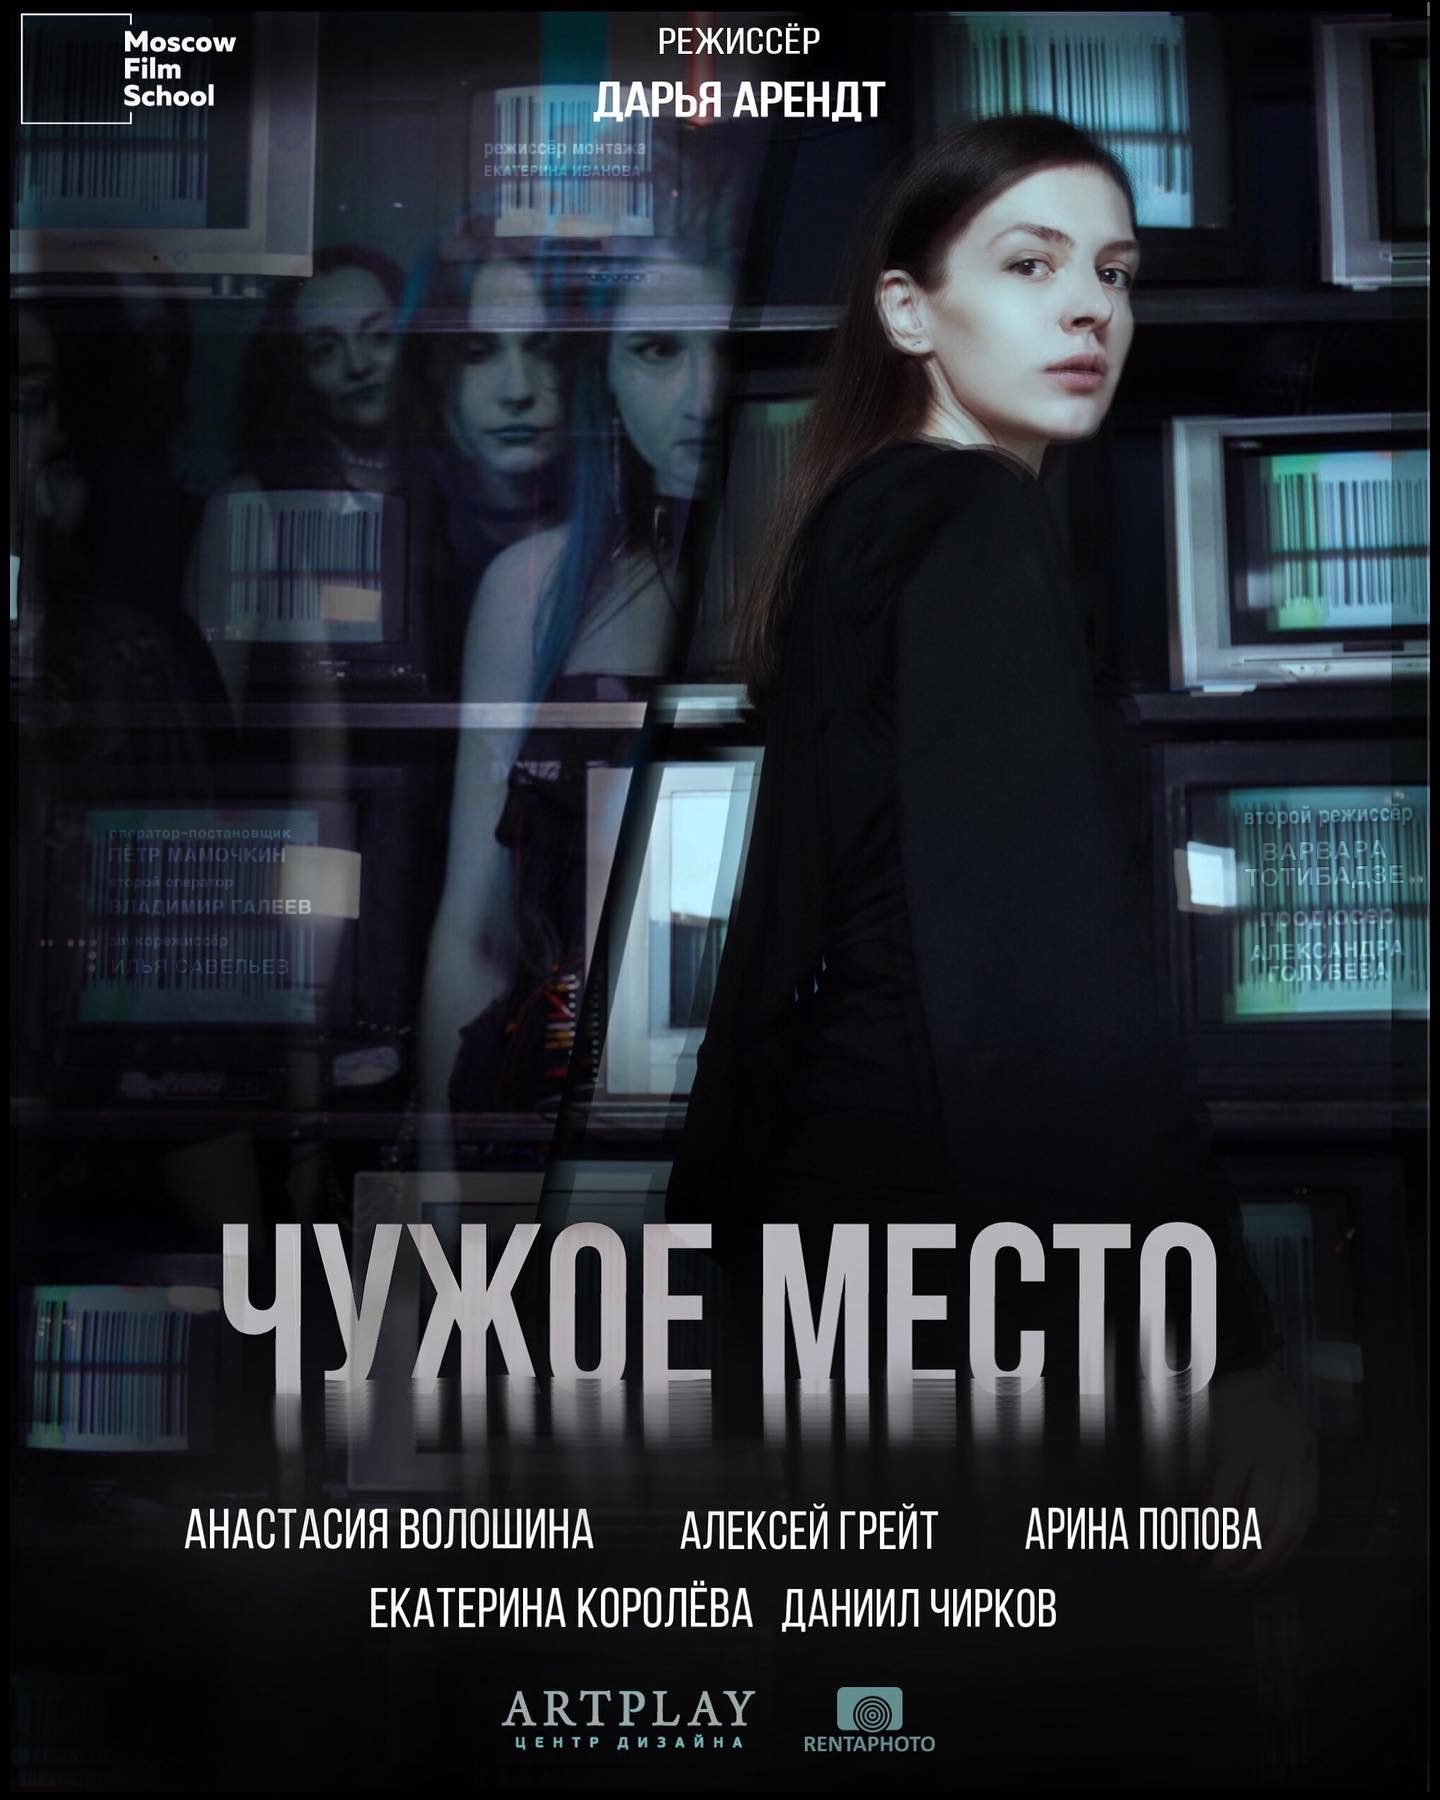 Moscow
Film
School
РЕЖИССЁР
ДАРЬЯ АРЕНДТ
режиссёр монтажа
ЕКАТЕРИНА ИВАНОВА
оператор-постановщик
ПЁТР МАМОЧКИН
второй оператор
ВЛАДИМИР ГАЛЕЕВ
звукорежиссёр
ИЛЬЯ САВЕЛЬЕВ
второй режиссёр
ВАРВАРА
ТОТИБАДЗЕ
продюсер
АЛЕКСАНДРА
ГОЛУБЕВА
ЧУЖОЕ МЕСТО
АНАСТАСИЯ ВОЛОШИНА АЛЕКСЕЙ ГРЕЙТ АРИНА ПОПОВА
ЕКАТЕРИНА КОРОЛЁВА ДАНИИЛ ЧИРКОВ
ARTPLAY
ЦЕНТР ДИЗАЙНА
RENTAPHOTO